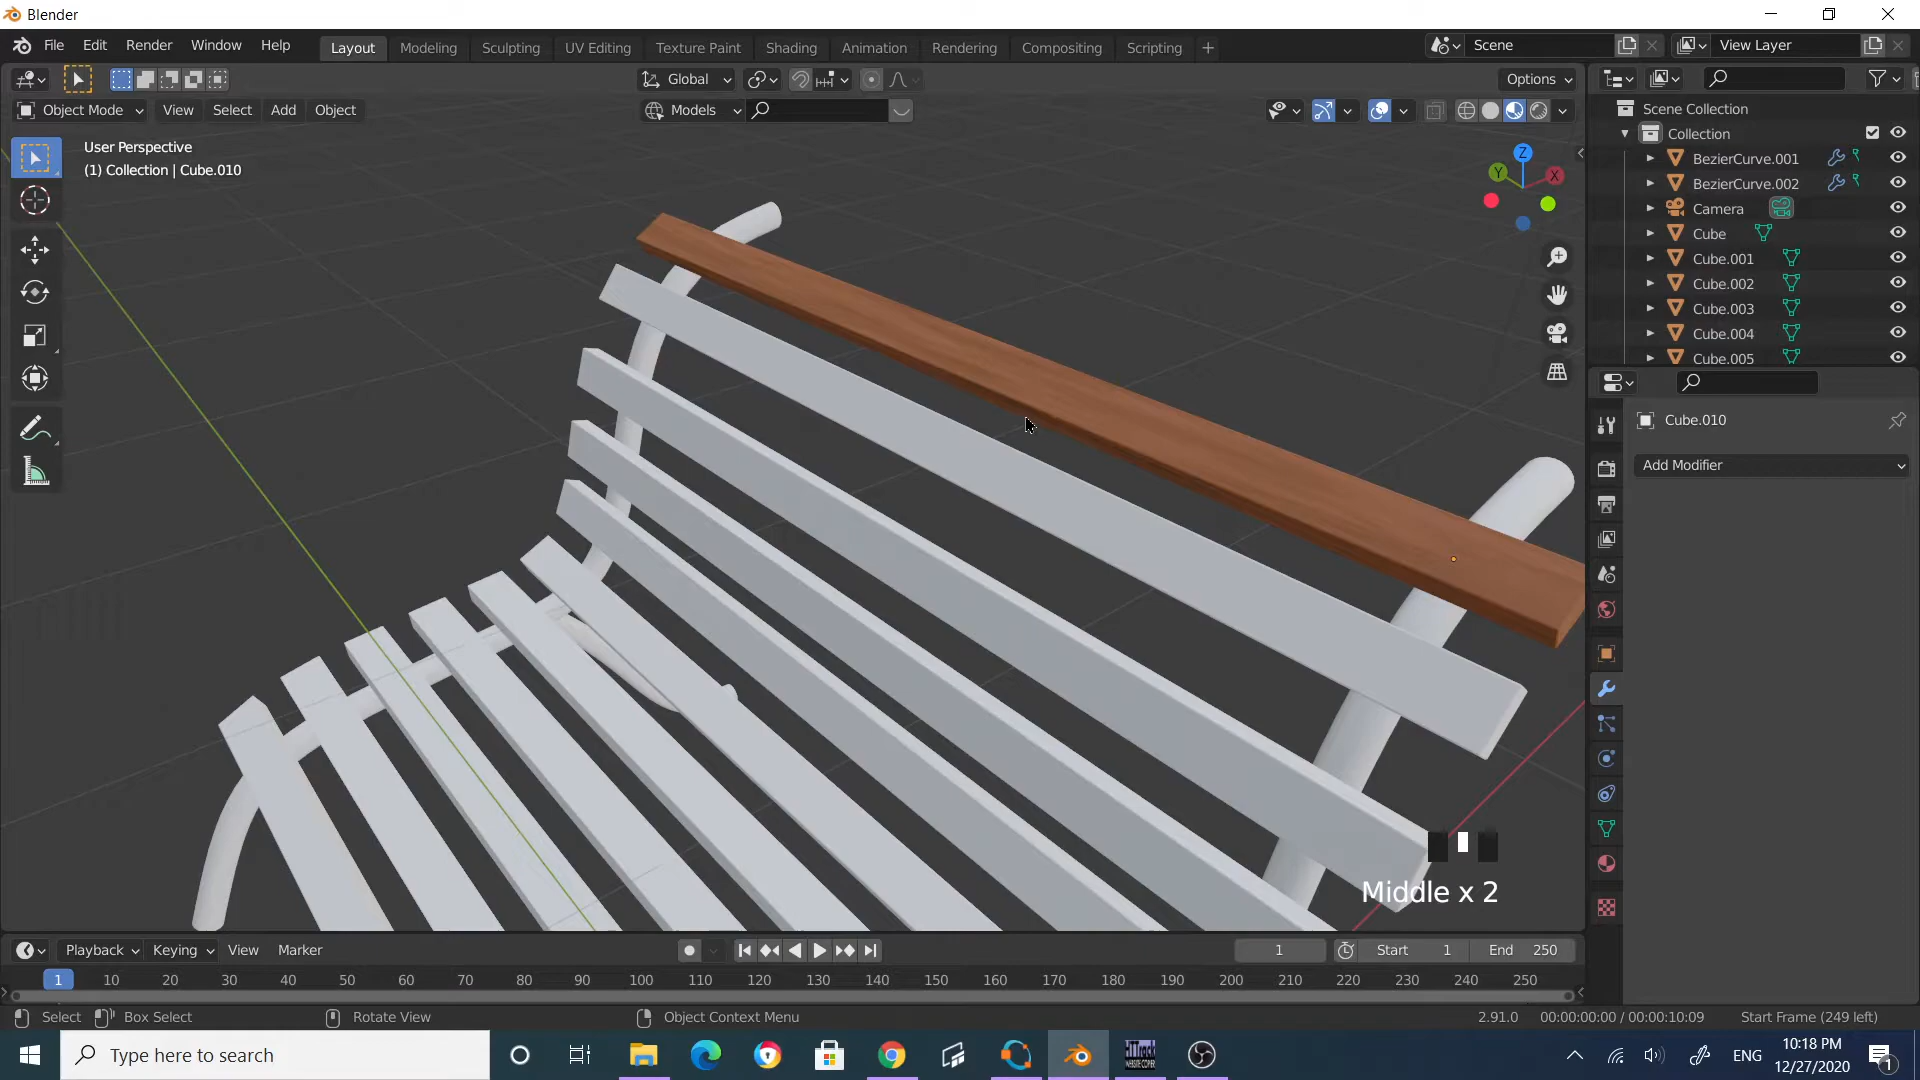 Blender
File Edit Render Window Help Layout Modeling Sculpting UV Editing Texture Paint Shading Animation Rendering Compositing Scripting + Scene View Layer
Global Options
Object Mode View Select Add Object Models
User Perspective
(1) Collection | Cube.010
Z
Y
X
Scene Collection
Collection
BezierCurve.001
BezierCurve.002
Camera
Cube
Cube.001
Cube.002
Cube.003
Cube.004
Cube.005
Cube.010
Add Modifier
Middle x 2
Playback Keying View Marker 1 Start 1 End 250
1 10 20 30 40 50 60 70 80 90 100 110 120 130 140 150 160 170 180 190 200 210 220 230 240 250
Select Box Select Rotate View Object Context Menu 2.91.0 00:00:00:00 / 00:00:10:09 Start Frame (249 left)
Type here to search
HTTrack
WEBSITE COPIER
ENG
10:18 PM
12/27/2020
1